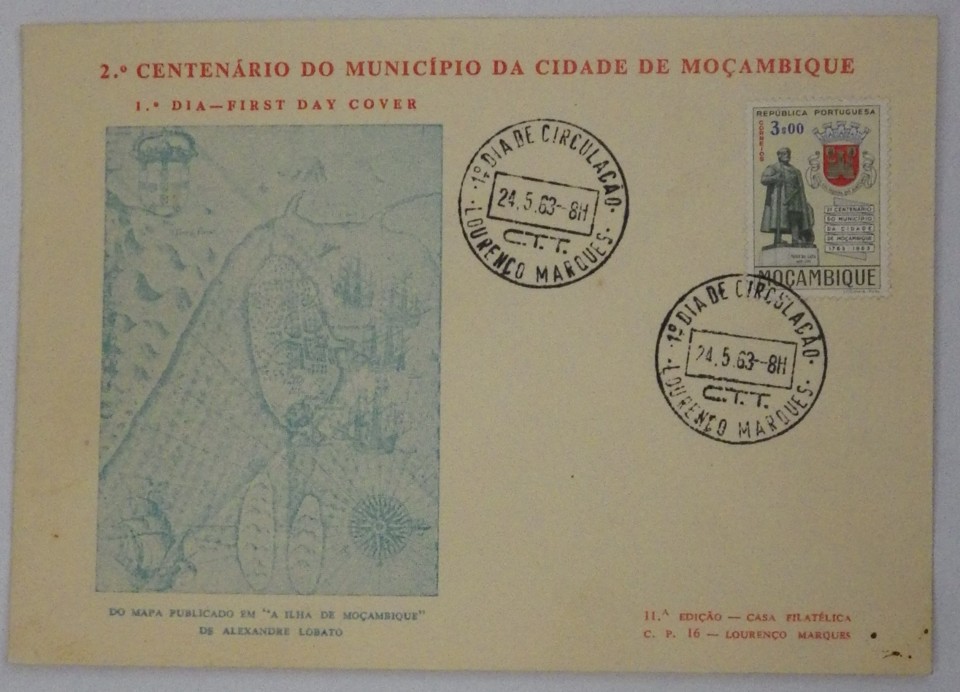 2.º CENTENÁRIO DO MUNICÍPIO DA CIDADE DE MOÇAMBIQUE
1.º DIA—FIRST DAY COVER
·1º DIA DE CIRCULAÇÃO·
24.5.63--8H
C.T.T.
LOURENÇO MARQUES
REPÚBLICA PORTUGUESA
CORREIOS
3$00
II CENTENÁRIO
DO MUNICÍPIO
DA CIDADE
DE MOÇAMBIQUE
1763-1963
MOÇAMBIQUE
·1º DIA DE CIRCULAÇÃO·
24.5.63--8H
C.T.T.
LOURENÇO MARQUES
DO MAPA PUBLICADO EM "A ILHA DE MOÇAMBIQUE"
DE ALEXANDRE LOBATO
11.ª EDIÇÃO — CASA FILATÉLICA
C. P. 16 — LOURENÇO MARQUES